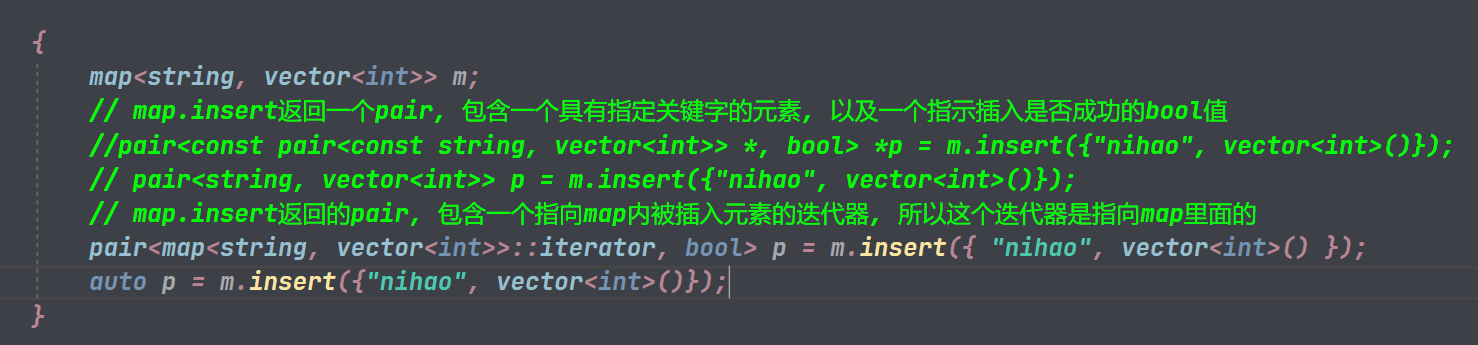 {
map<string, vector<int>> m;
// map.insert返回一个pair, 包含一个具有指定关键字的元素, 以及一个指示插入是否成功的bool值
//pair<const pair<const string, vector<int>> *, bool> *p = m.insert({"nihao", vector<int>()});
// pair<string, vector<int>> p = m.insert({"nihao", vector<int>()});
// map.insert返回的pair, 包含一个指向map内被插入元素的迭代器, 所以这个迭代器是指向map里面的
pair<map<string, vector<int>>::iterator, bool> p = m.insert({ "nihao", vector<int>() });
auto p = m.insert({"nihao", vector<int>()});
}